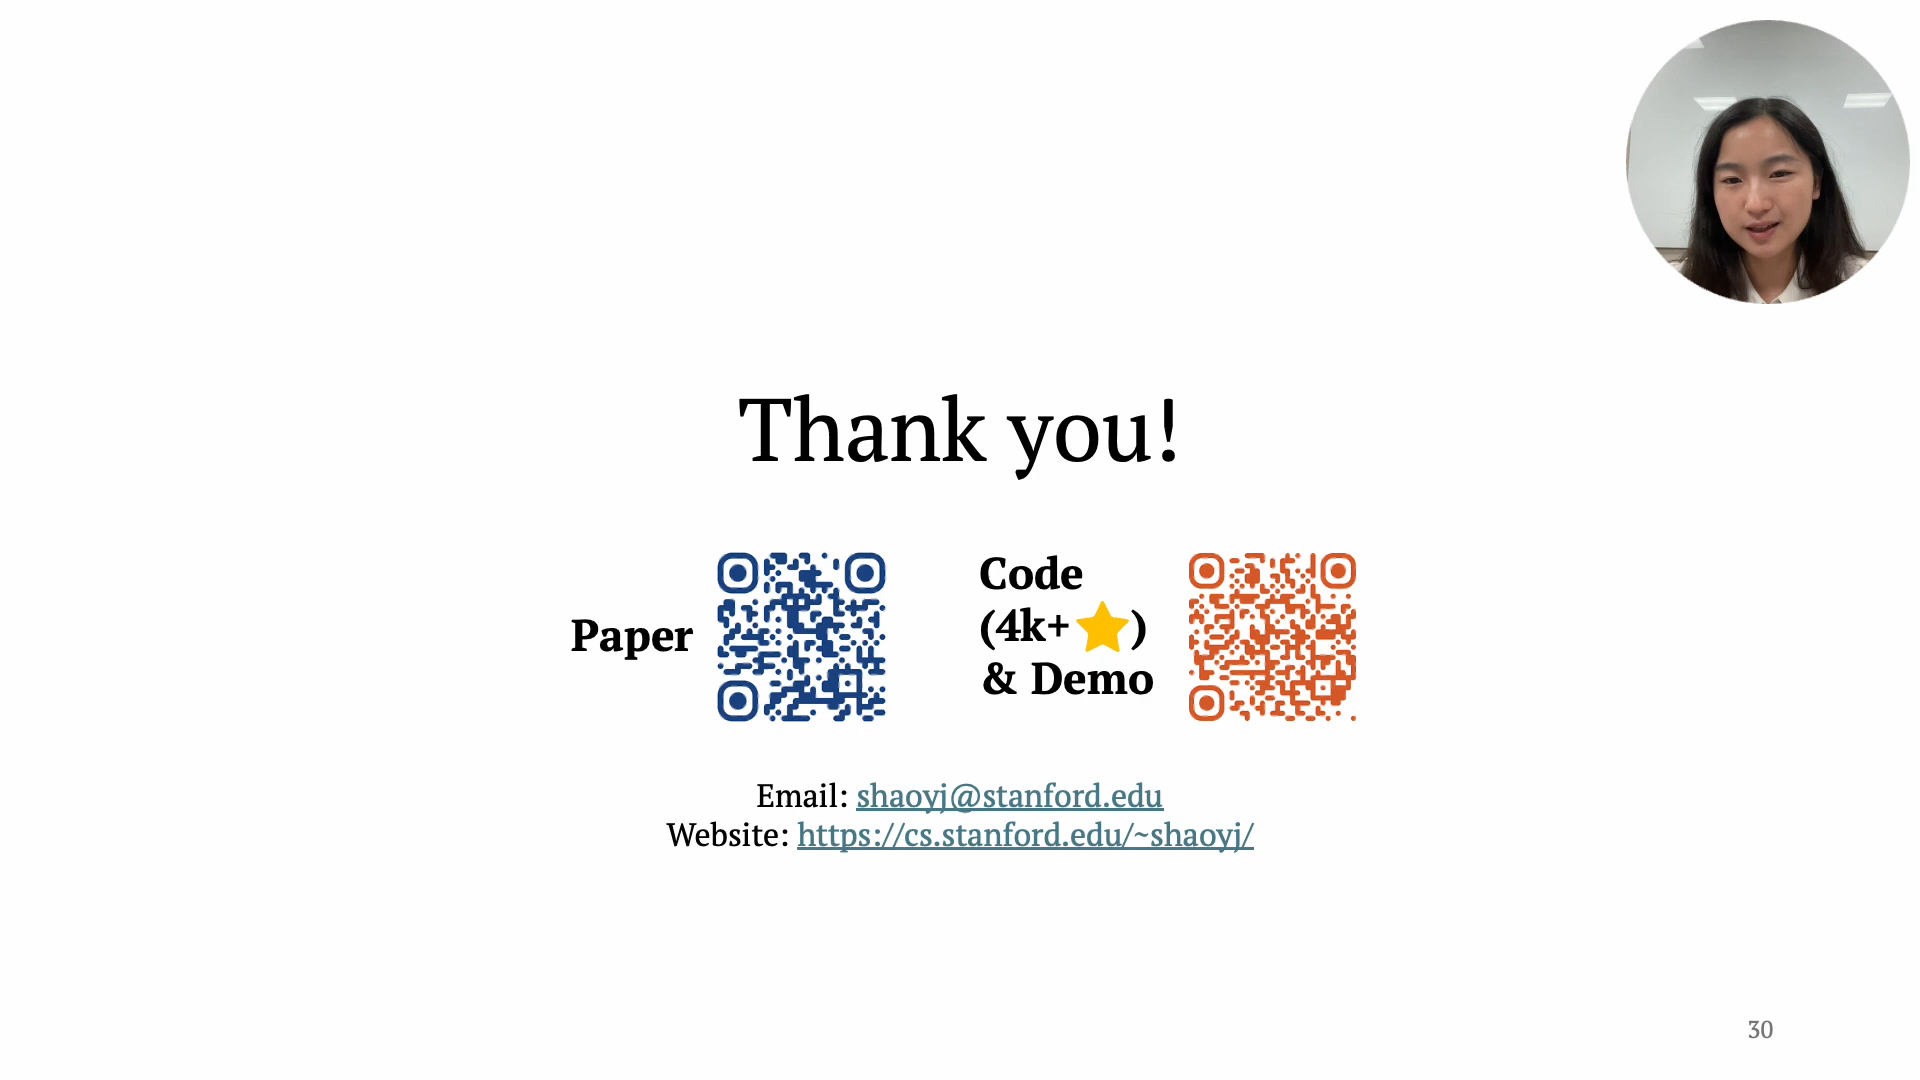 Thank you!
Paper
Code
(4k+⭐)
& Demo
Email: shaoyj@stanford.edu
Website: https://cs.stanford.edu/~shaoyj/
30